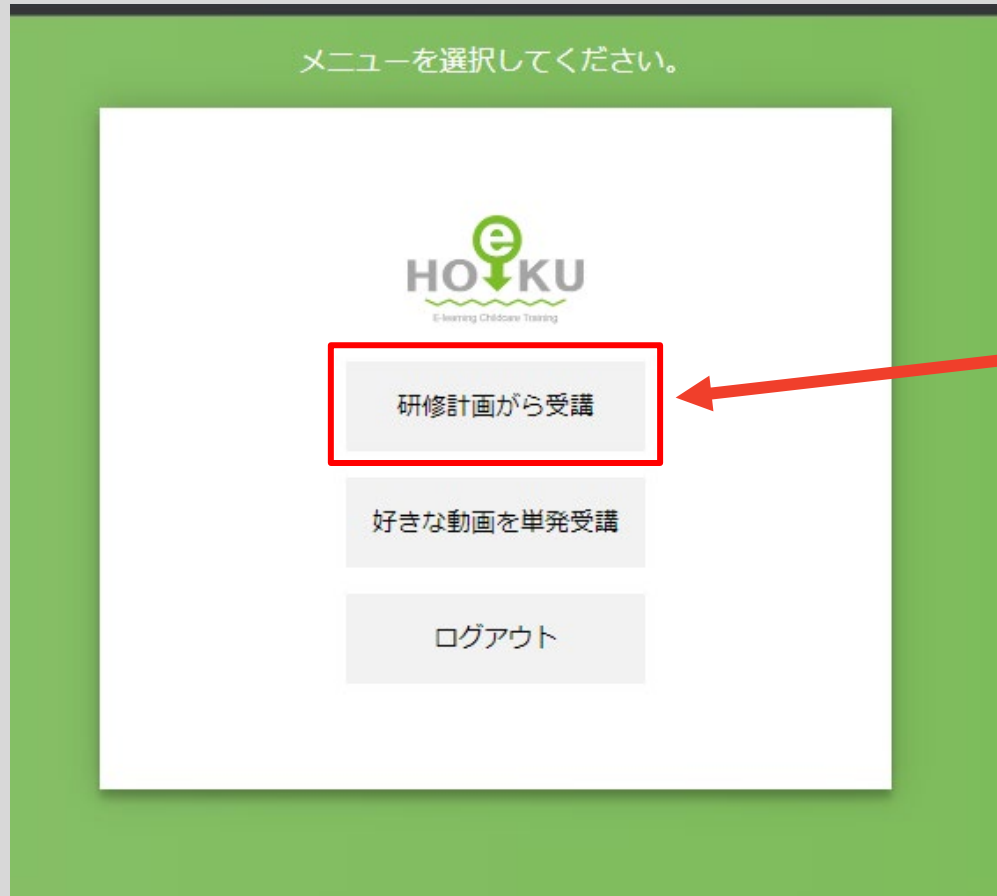 メニューを選択してください。
e
HOKU
E-learning Childcare Training
研修計画がら受講
好きな動画を単発受講
ログアウト